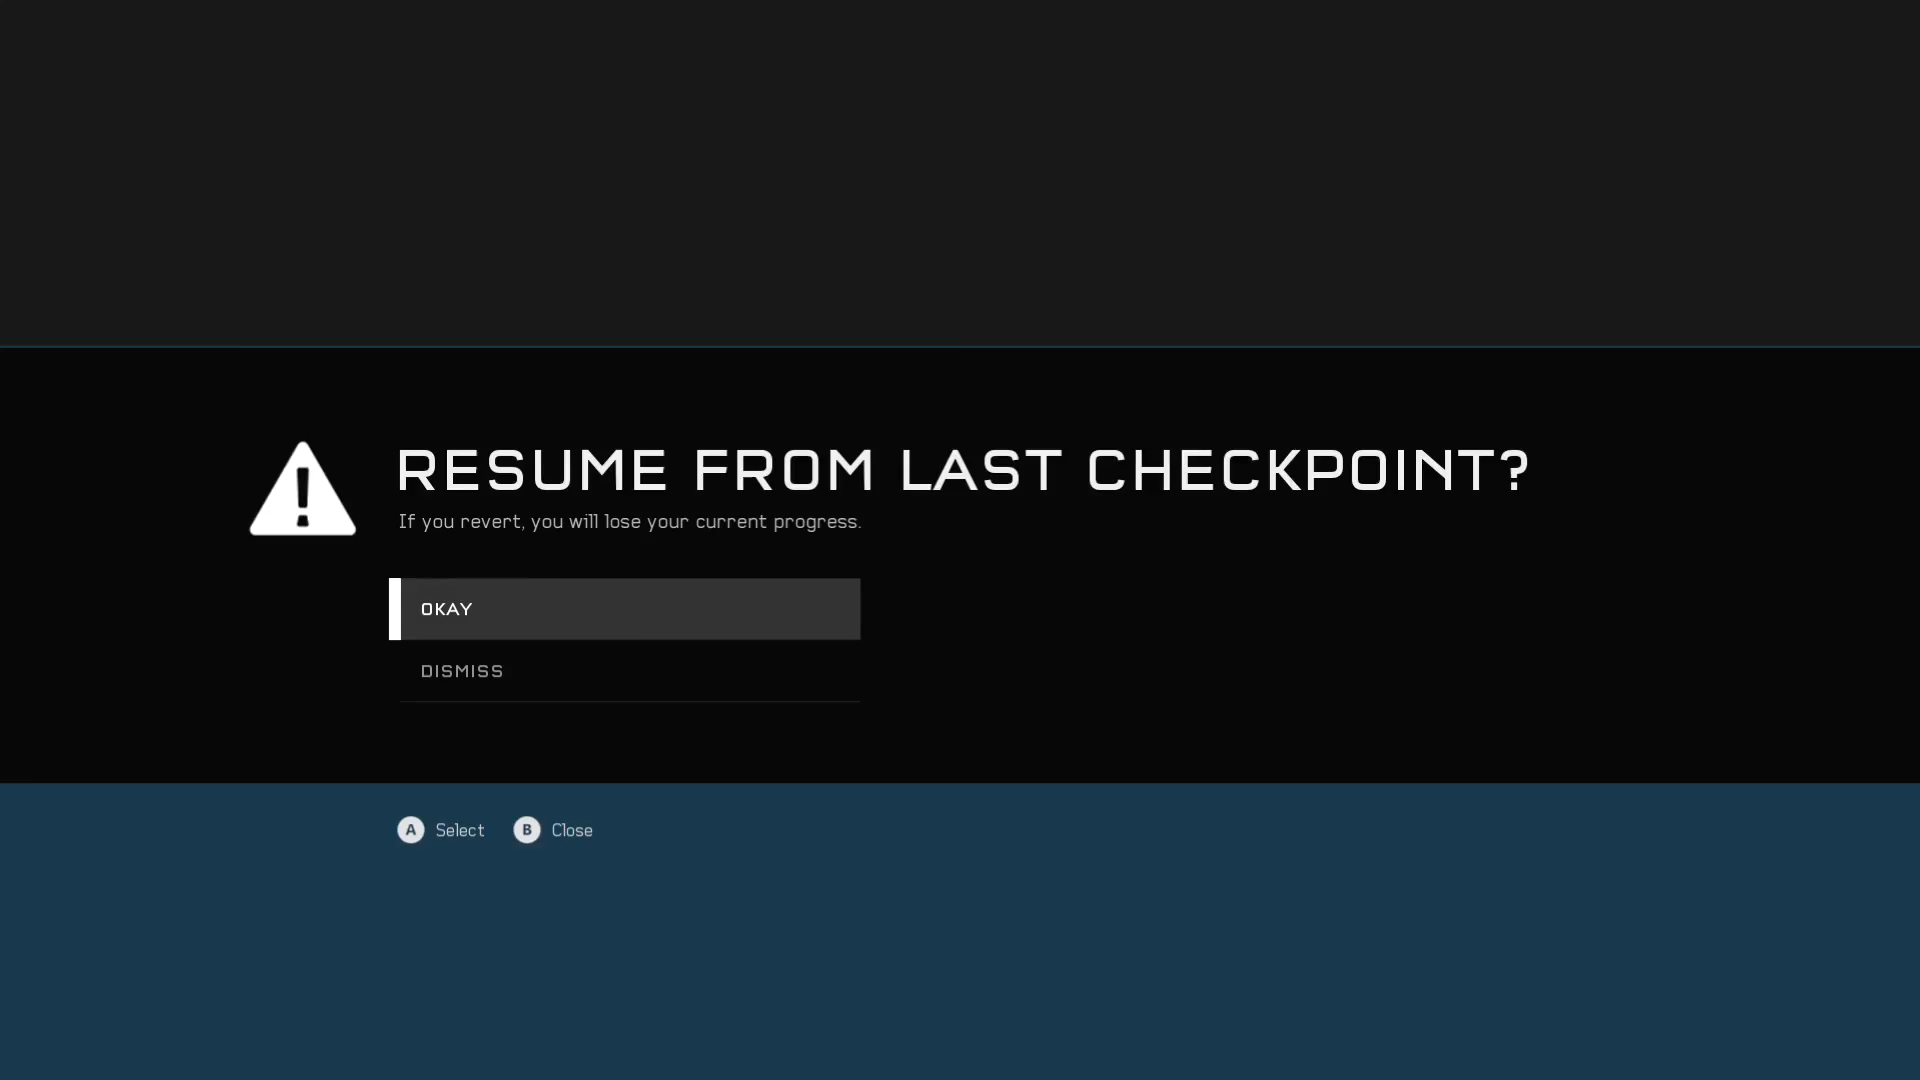 RESUME FROM LAST CHECKPOINT?
If you revert, you will lose your current progress.
OKAY
DISMISS
A Select B Close